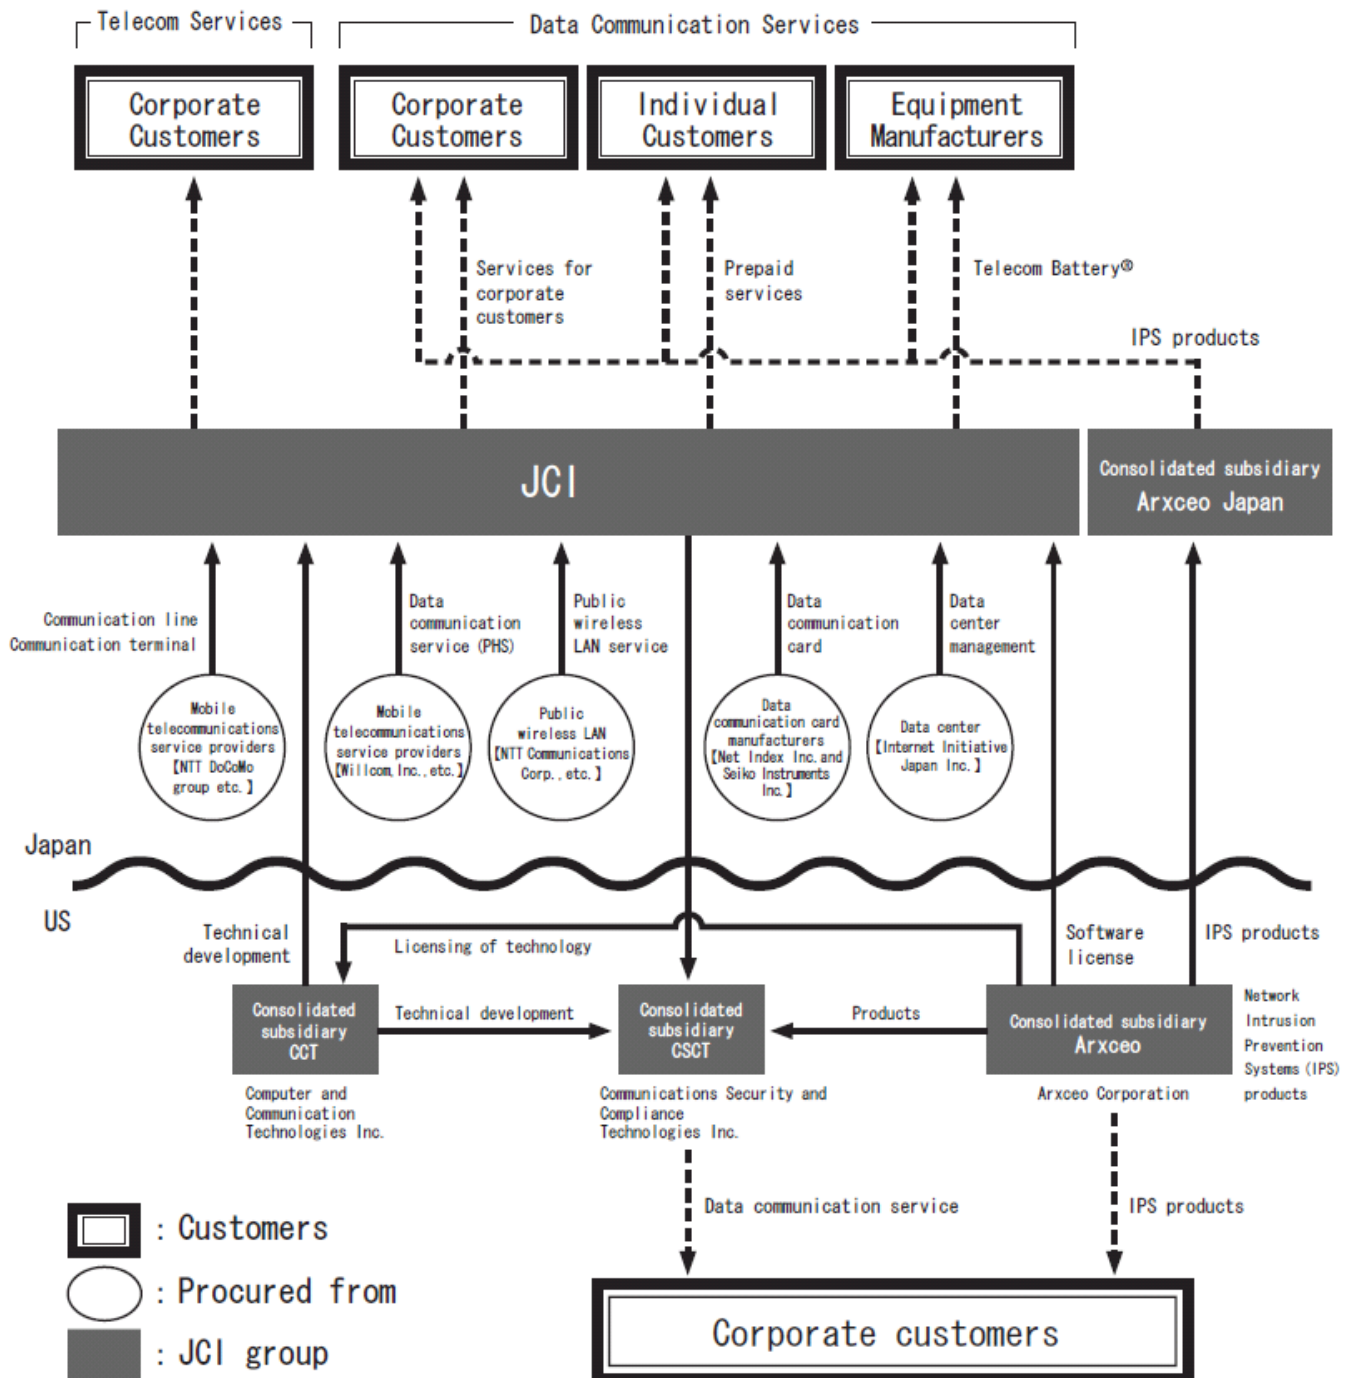 Telecom Services
Data Communication Services
Corporate
Customers
Corporate
Customers
Individual
Customers
Equipment
Manufacturers
Services for
corporate
customers
Prepaid
services
Telecom Battery®
IPS products
JCI
Consolidated subsidiary
Arxceo Japan
Communication line
Communication terminal
Data
communication
service (PHS)
Public
wireless
LAN service
Data
communication
card
Data
center
management
Mobile
telecommunications
service providers
【NTT DoCoMo
group etc.】
Mobile
telecommunications
service providers
【Willcom, Inc., etc.】
Public
wireless LAN
【NTT Communications
Corp., etc.】
Data
communication card
manufacturers
【Net Index Inc. and
Seiko Instruments
Inc.】
Data center
【Internet Initiative
Japan Inc.】
Japan
US
Technical
development
Licensing of technology
Software
license
IPS products
Consolidated
subsidiary
CCT
Technical development
Consolidated
subsidiary
CSCT
Products
Consolidated subsidiary
Arxceo
Network
Intrusion
Prevention
Systems (IPS)
products
Computer and
Communication
Technologies Inc.
Communications Security and
Compliance
Technologies Inc.
Arxceo Corporation
Data communication service
IPS products
: Customers
: Procured from
: JCI group
Corporate customers